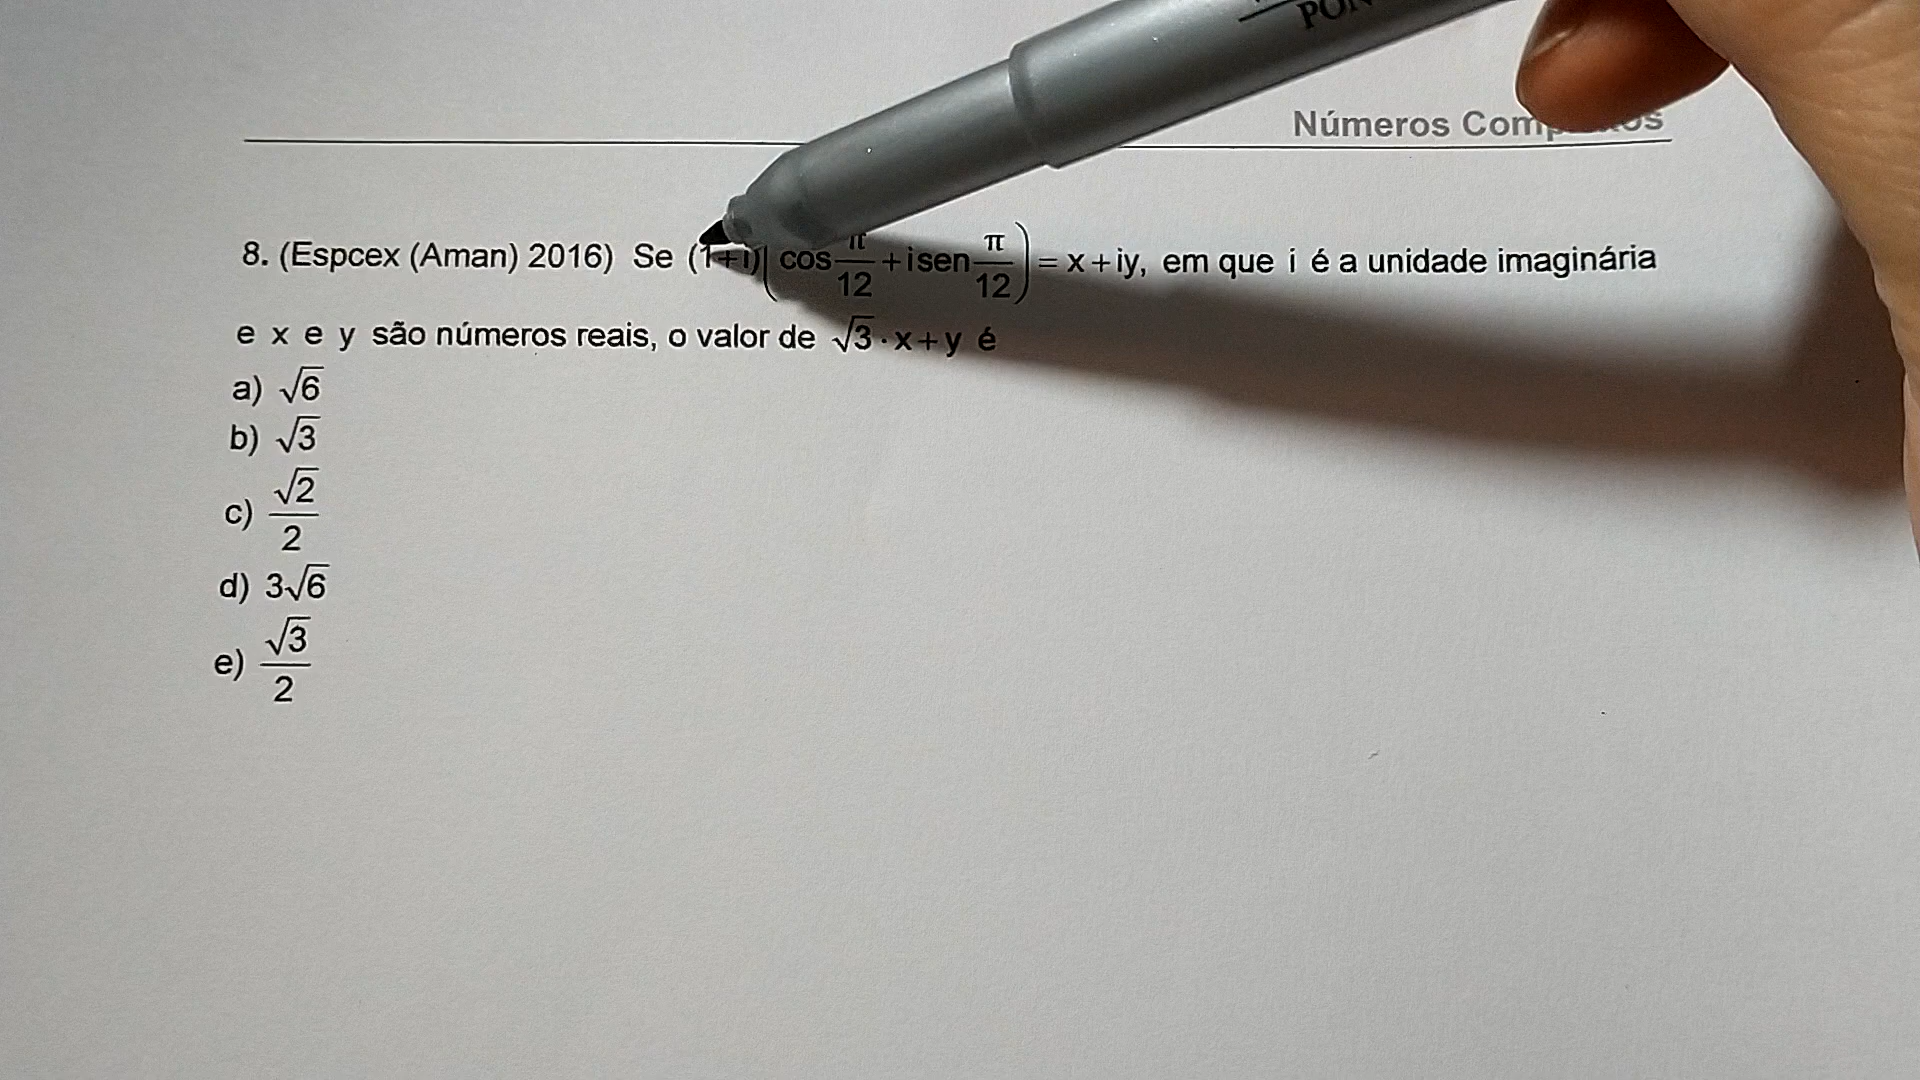 Números
8. (Espcex (Aman) 2016) Se (1+i)(cos π/12 + i sen π/12) = x + iy, em que i é a unidade imaginária
e x e y são números reais, o valor de √3 · x + y é
a) √6
b) √3
c) √2/2
d) 3√6
e) √3/2